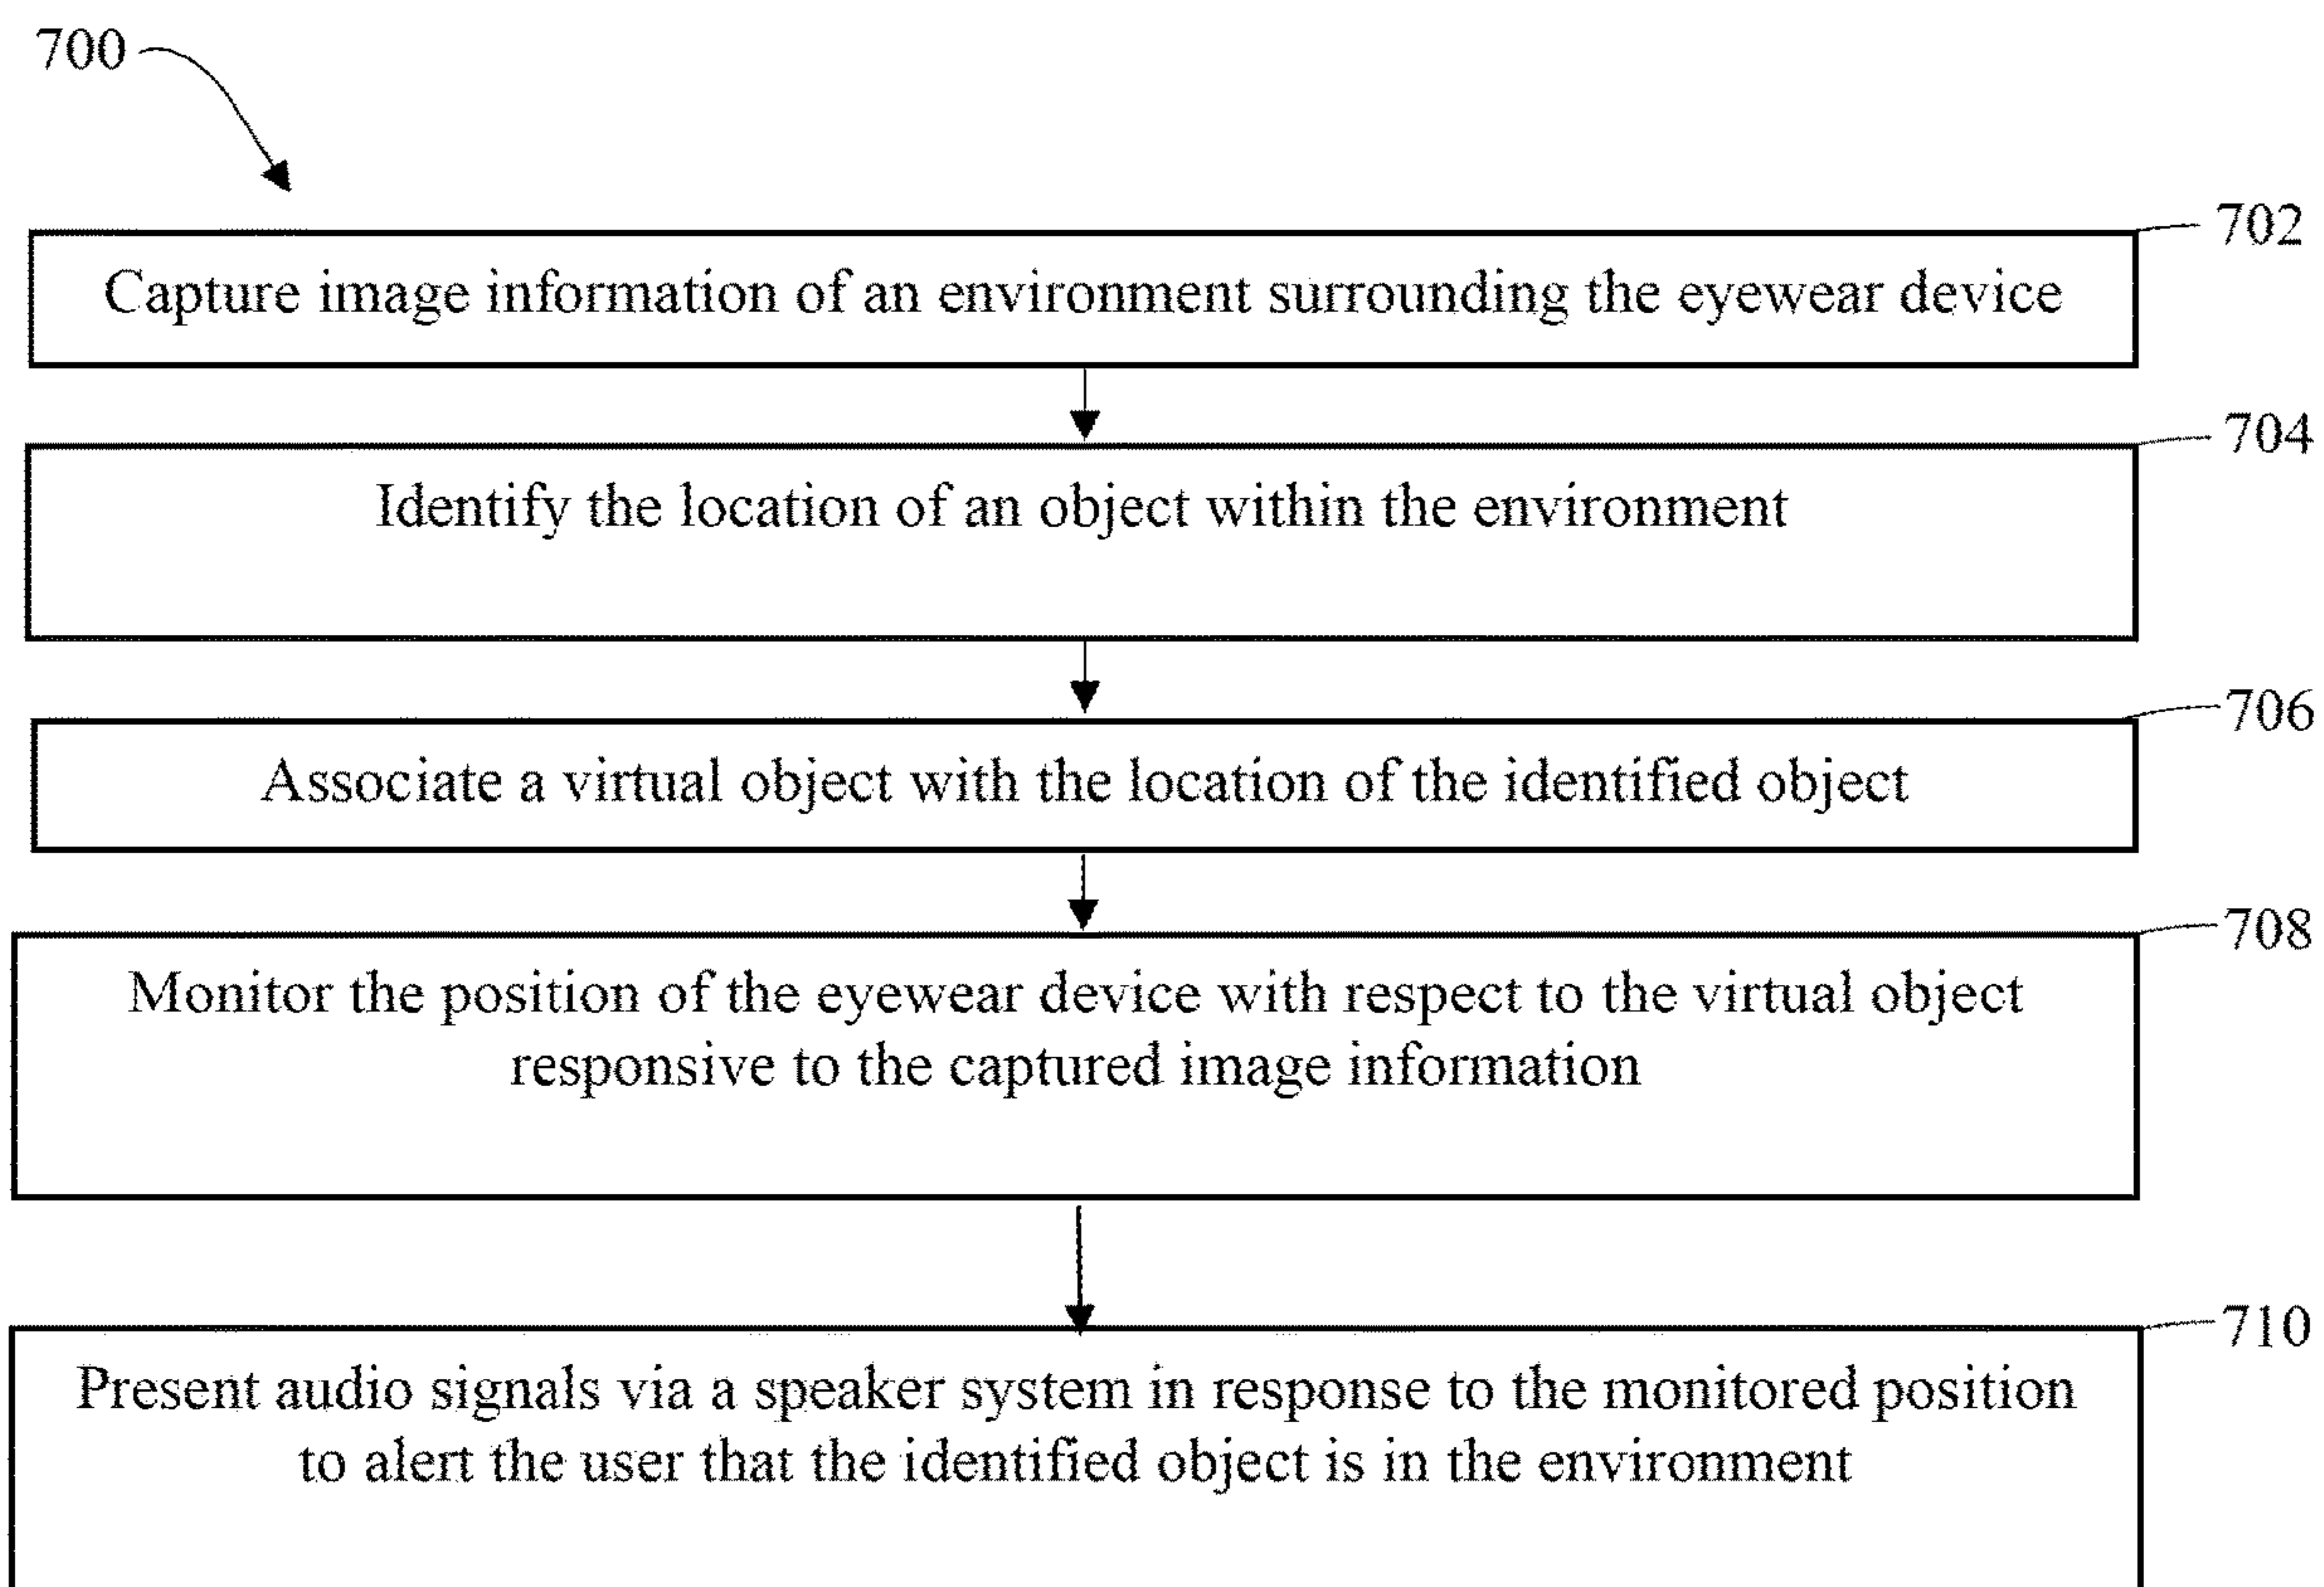 700
702
Capture image information of an environment surrounding the eyewear device
704
Identify the location of an object within the environment
706
Associate a virtual object with the location of the identified object
708
Monitor the position of the eyewear device with respect to the virtual object
responsive to the captured image information
710
Present audio signals via a speaker system in response to the monitored position
to alert the user that the identified object is in the environment